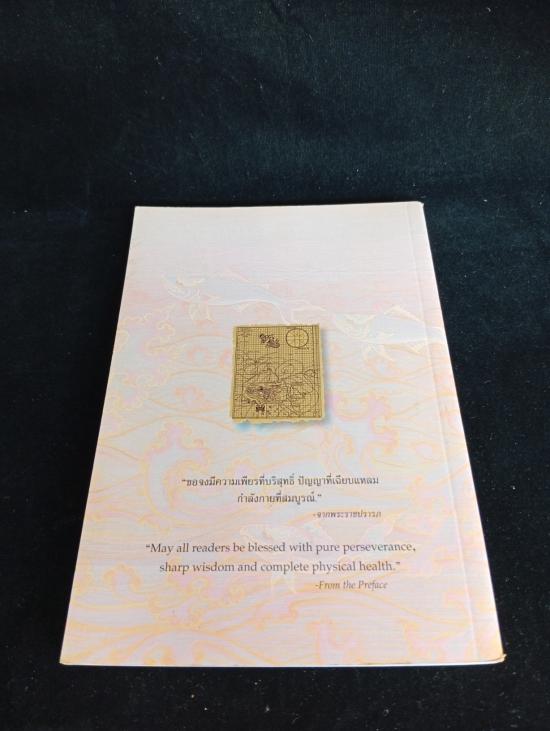 “ขอจงมีความเพียรที่บริสุทธิ์ ปัญญาที่เฉียบแหลม
กำลังกายที่สมบูรณ์.”
-จากพระราชปรารภ
“May all readers be blessed with pure perseverance,
sharp wisdom and complete physical health.”
-From the Preface